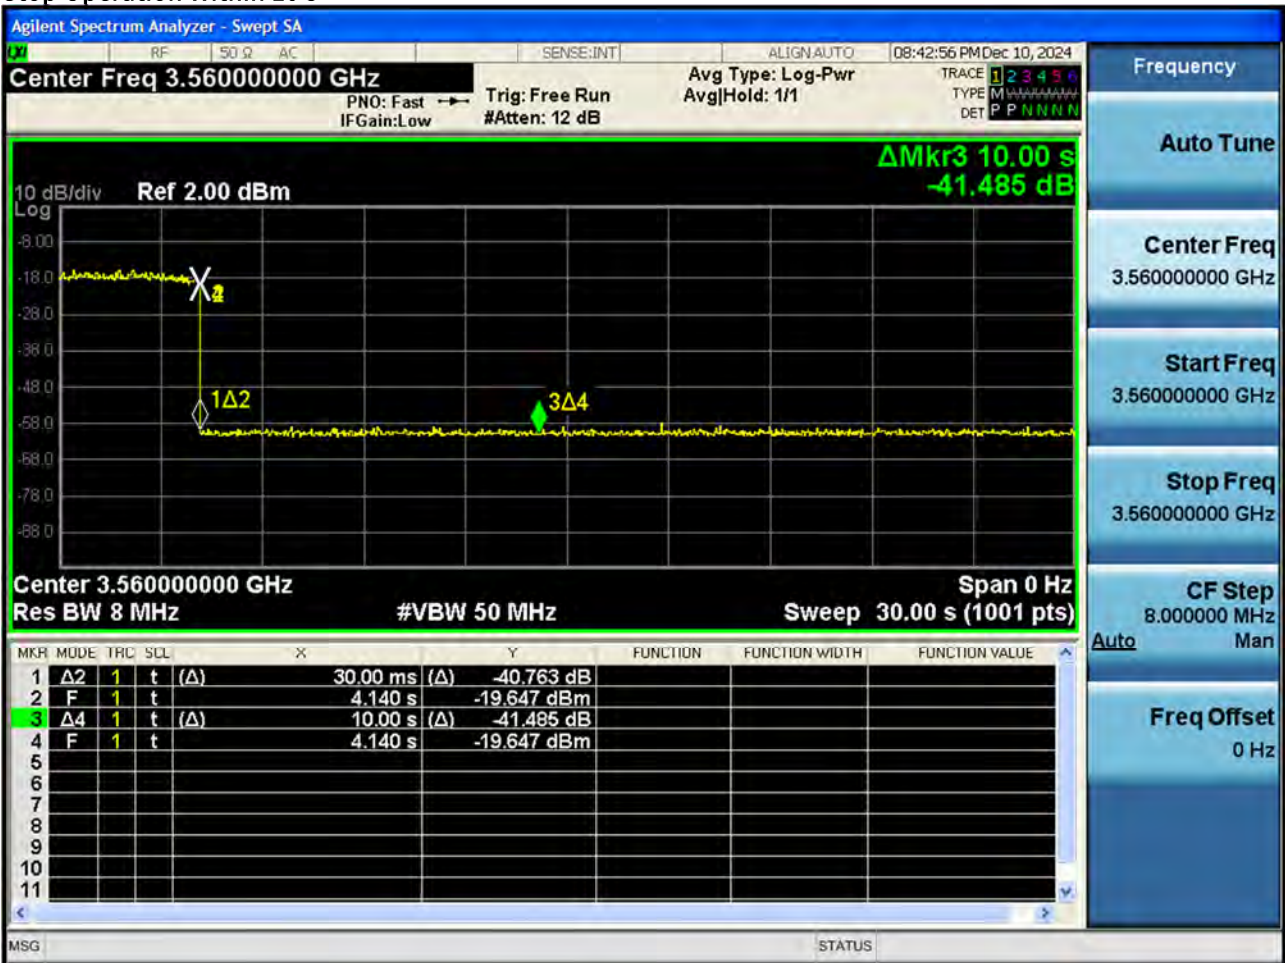 Agilent Spectrum Analyzer - Swept SA
LXI RF 50 Ω AC SENSE:INT ALIGN AUTO 08:42:56 PM Dec 10, 2024
Center Freq 3.560000000 GHz
PNO: Fast
IFGain:Low
Trig: Free Run
#Atten: 12 dB
Avg Type: Log-Pwr
Avg|Hold: 1/1
TRACE 1 2 3 4 5 6
TYPE M W W W W W
DET P P N N N N
Frequency
Auto Tune
Center Freq
3.560000000 GHz
Start Freq
3.560000000 GHz
Stop Freq
3.560000000 GHz
CF Step
8.000000 MHz
Auto Man
Freq Offset
0 Hz
ΔMkr3 10.00 s
-41.485 dB
10 dB/div Ref 2.00 dBm
Log
-8.00
-18.0
-28.0
-38.0
-48.0
-58.0
-68.0
-78.0
-88.0
1Δ2
3Δ4
Center 3.560000000 GHz Span 0 Hz
Res BW 8 MHz #VBW 50 MHz Sweep 30.00 s (1001 pts)
MKR MODE TRC SCL X Y FUNCTION FUNCTION WIDTH FUNCTION VALUE
1 Δ2 1 t (Δ) 30.00 ms (Δ) -40.763 dB
2 F 1 t 4.140 s -19.647 dBm
3 Δ4 1 t (Δ) 10.00 s (Δ) -41.485 dB
4 F 1 t 4.140 s -19.647 dBm
5
6
7
8
9
10
11
MSG STATUS